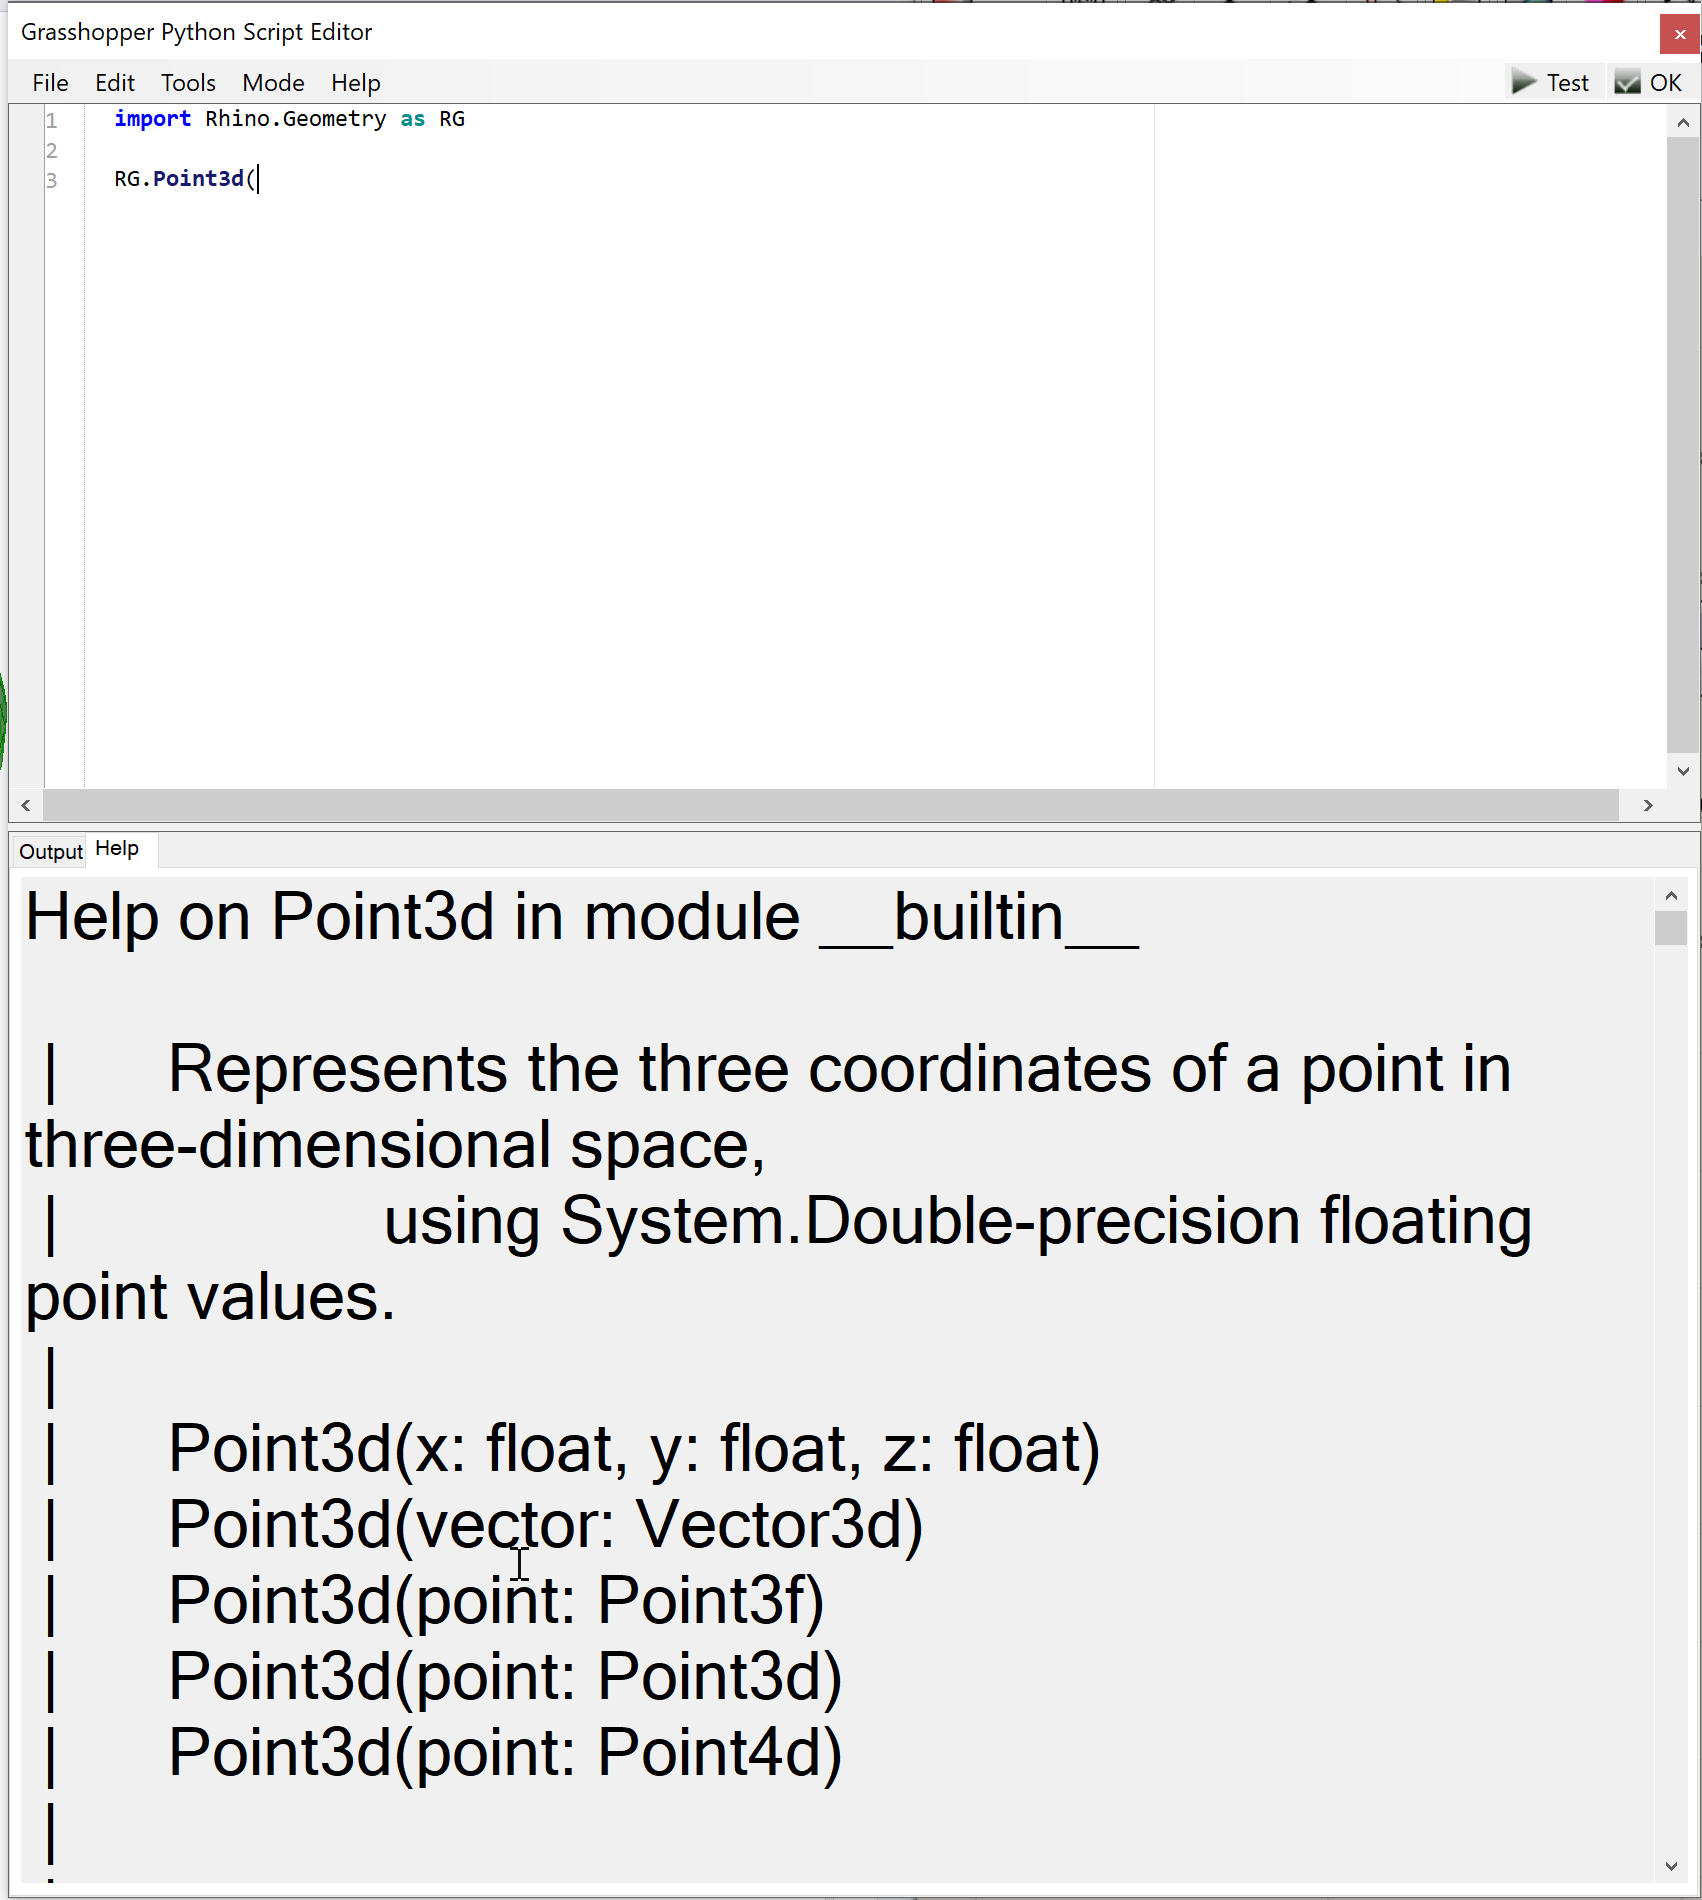 Grasshopper Python Script Editor
File Edit Tools Mode Help Test OK
1 import Rhino.Geometry as RG
2
3 RG.Point3d(
Output Help
Help on Point3d in module __builtin__
| Represents the three coordinates of a point in
three-dimensional space,
| using System.Double-precision floating
point values.
|
| Point3d(x: float, y: float, z: float)
| Point3d(vector: Vector3d)
| Point3d(point: Point3f)
| Point3d(point: Point3d)
| Point3d(point: Point4d)
|